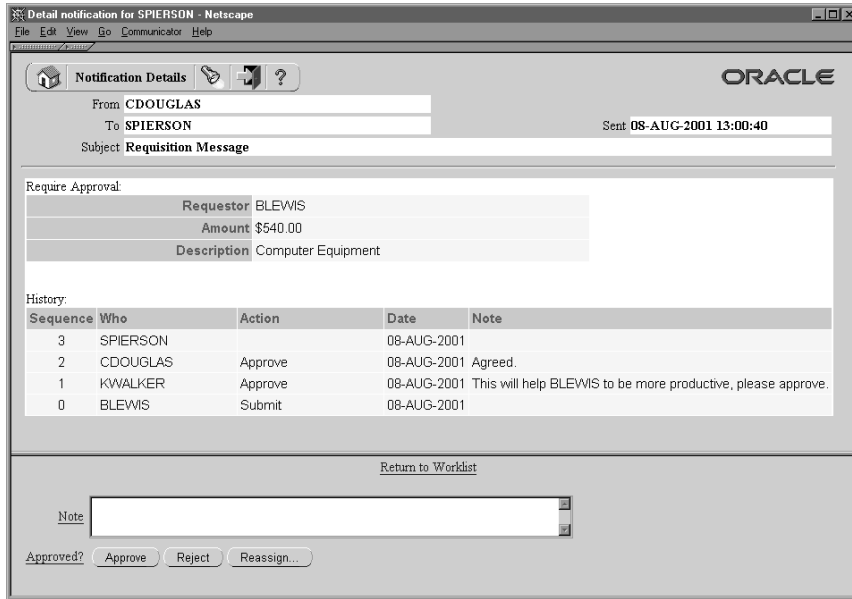 Detail notification for SPIERSON - Netscape
File Edit View Go Communicator Help
Notification Details ? ORACLE
From CDOUGLAS
To SPIERSON Sent 08-AUG-2001 13:00:40
Subject Requisition Message
Require Approval:
Requestor BLEWIS
Amount $540.00
Description Computer Equipment
History:
Sequence Who Action Date Note
3 SPIERSON 08-AUG-2001
2 CDOUGLAS Approve 08-AUG-2001 Agreed.
1 KWALKER Approve 08-AUG-2001 This will help BLEWIS to be more productive, please approve.
0 BLEWIS Submit 08-AUG-2001
Return to Worklist
Note
Approved? Approve Reject Reassign...